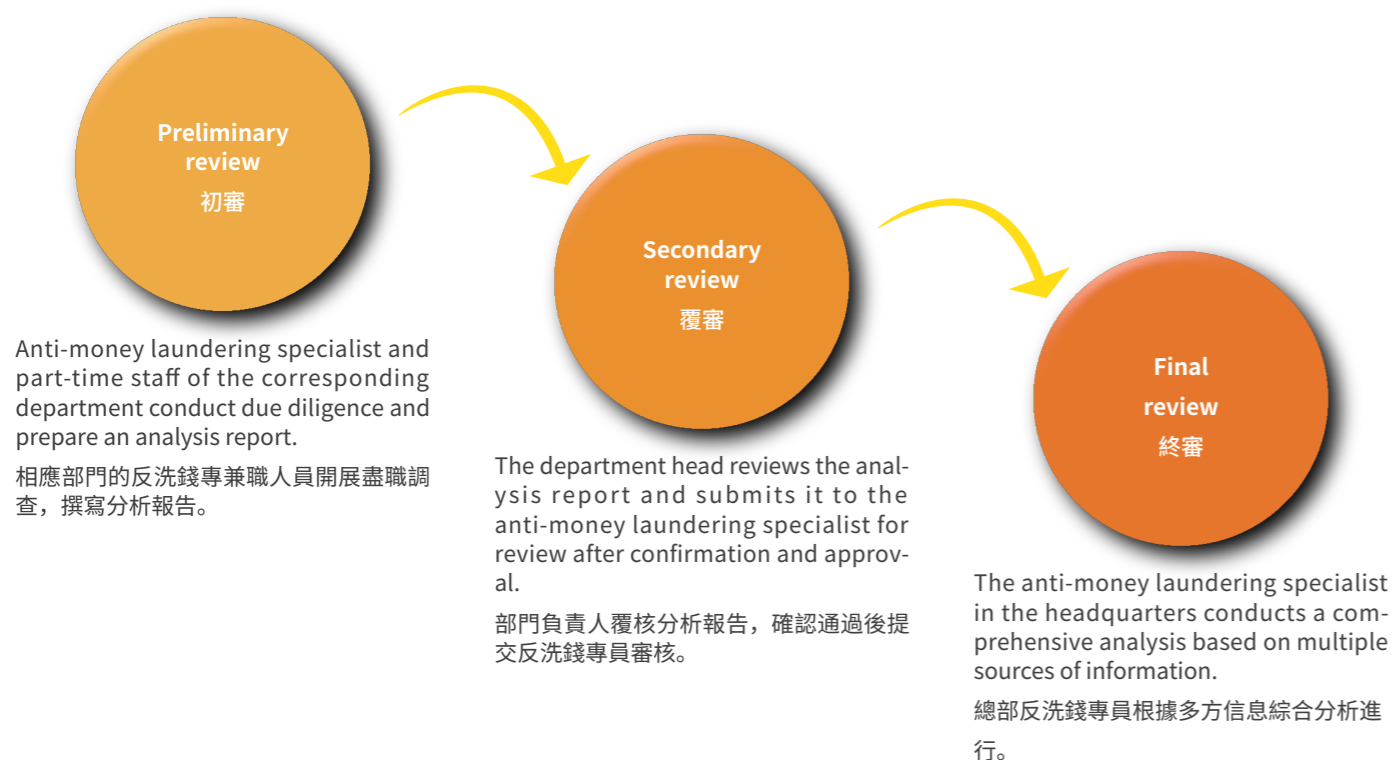 Preliminary
review
初審
Anti-money laundering specialist and
part-time staff of the corresponding
department conduct due diligence and
prepare an analysis report.
相應部門的反洗錢專兼職人員開展盡職調
查，撰寫分析報告。
Secondary
review
覆審
The department head reviews the anal-
ysis report and submits it to the
anti-money laundering specialist for
review after confirmation and approv-
al.
部門負責人覆核分析報告，確認通過後提
交反洗錢專員審核。
Final
review
終審
The anti-money laundering specialist
in the headquarters conducts a com-
prehensive analysis based on multiple
sources of information.
總部反洗錢專員根據多方信息綜合分析進
行。